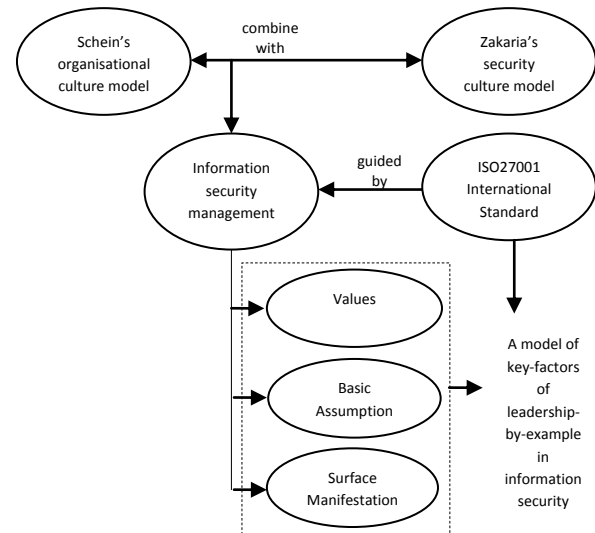 Schein's
organisational
culture model
combine
with
Zakaria's
security
culture model
Information
security
management
guided
by
ISO27001
International
Standard
Values
Basic
Assumption
Surface
Manifestation
A model of
key-factors
of
leadership-
by-example
in
information
security